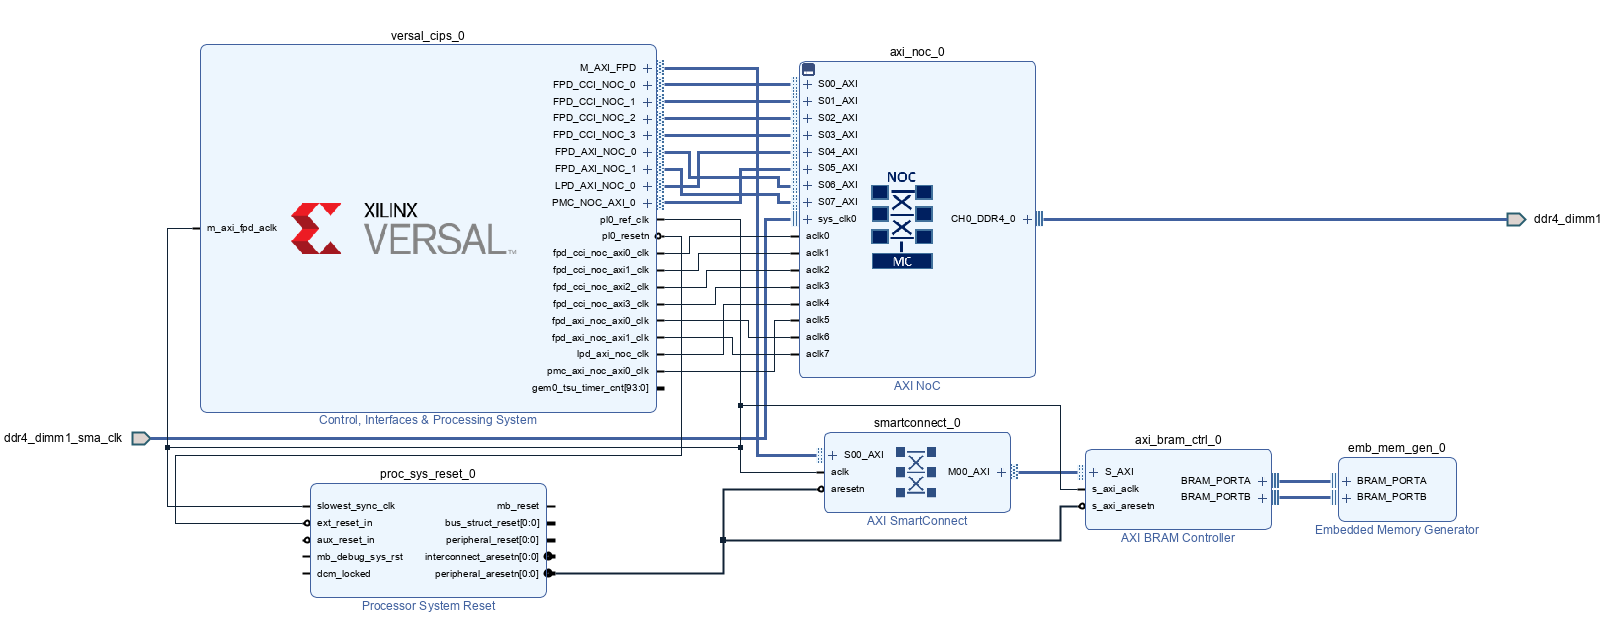 versal_cips_0
M_AXI_FPD
FPD_CCI_NOC_0
FPD_CCI_NOC_1
FPD_CCI_NOC_2
FPD_CCI_NOC_3
FPD_AXI_NOC_0
FPD_AXI_NOC_1
LPD_AXI_NOC_0
PMC_NOC_AXI_0
pl0_ref_clk
pl0_resetn
fpd_cci_noc_axi0_clk
fpd_cci_noc_axi1_clk
fpd_cci_noc_axi2_clk
fpd_cci_noc_axi3_clk
fpd_axi_noc_axi0_clk
fpd_axi_noc_axi1_clk
lpd_axi_noc_clk
pmc_axi_noc_axi0_clk
gem0_tsu_timer_cnt[93:0]
m_axi_fpd_aclk
XILINX
VERSAL™
Control, Interfaces & Processing System
axi_noc_0
S00_AXI
S01_AXI
S02_AXI
S03_AXI
S04_AXI
S05_AXI
S06_AXI
S07_AXI
sys_clk0
aclk0
aclk1
aclk2
aclk3
aclk4
aclk5
aclk6
aclk7
NOC
MC
CH0_DDR4_0
AXI NoC
ddr4_dimm1
ddr4_dimm1_sma_clk
proc_sys_reset_0
slowest_sync_clk
ext_reset_in
aux_reset_in
mb_debug_sys_rst
dcm_locked
mb_reset
bus_struct_reset[0:0]
peripheral_reset[0:0]
interconnect_aresetn[0:0]
peripheral_aresetn[0:0]
Processor System Reset
smartconnect_0
S00_AXI
aclk
aresetn
M00_AXI
AXI SmartConnect
axi_bram_ctrl_0
S_AXI
s_axi_aclk
s_axi_aresetn
BRAM_PORTA
BRAM_PORTB
AXI BRAM Controller
emb_mem_gen_0
BRAM_PORTA
BRAM_PORTB
Embedded Memory Generator